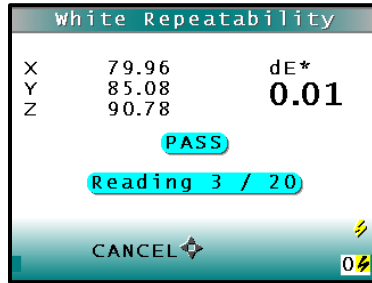 White Repeatability
X 79.96 dE*
Y 85.08 0.01
Z 90.78
PASS
Reading 3 / 20
CANCEL
0